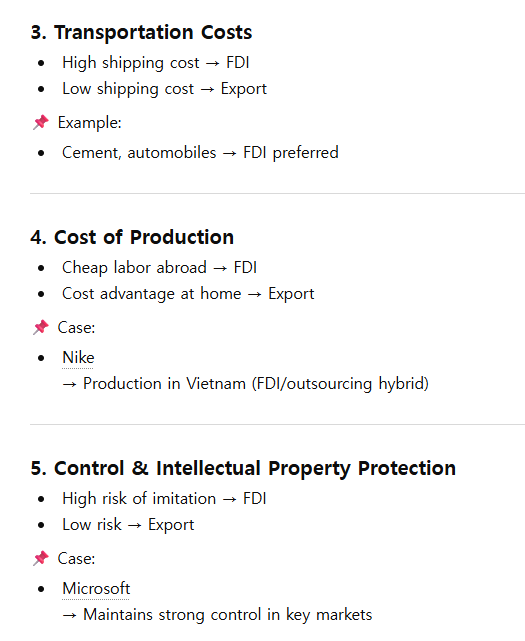 3. Transportation Costs
• High shipping cost → FDI
• Low shipping cost → Export
📌 Example:
• Cement, automobiles → FDI preferred
4. Cost of Production
• Cheap labor abroad → FDI
• Cost advantage at home → Export
📌 Case:
• Nike
→ Production in Vietnam (FDI/outsourcing hybrid)
5. Control & Intellectual Property Protection
• High risk of imitation → FDI
• Low risk → Export
📌 Case:
• Microsoft
→ Maintains strong control in key markets